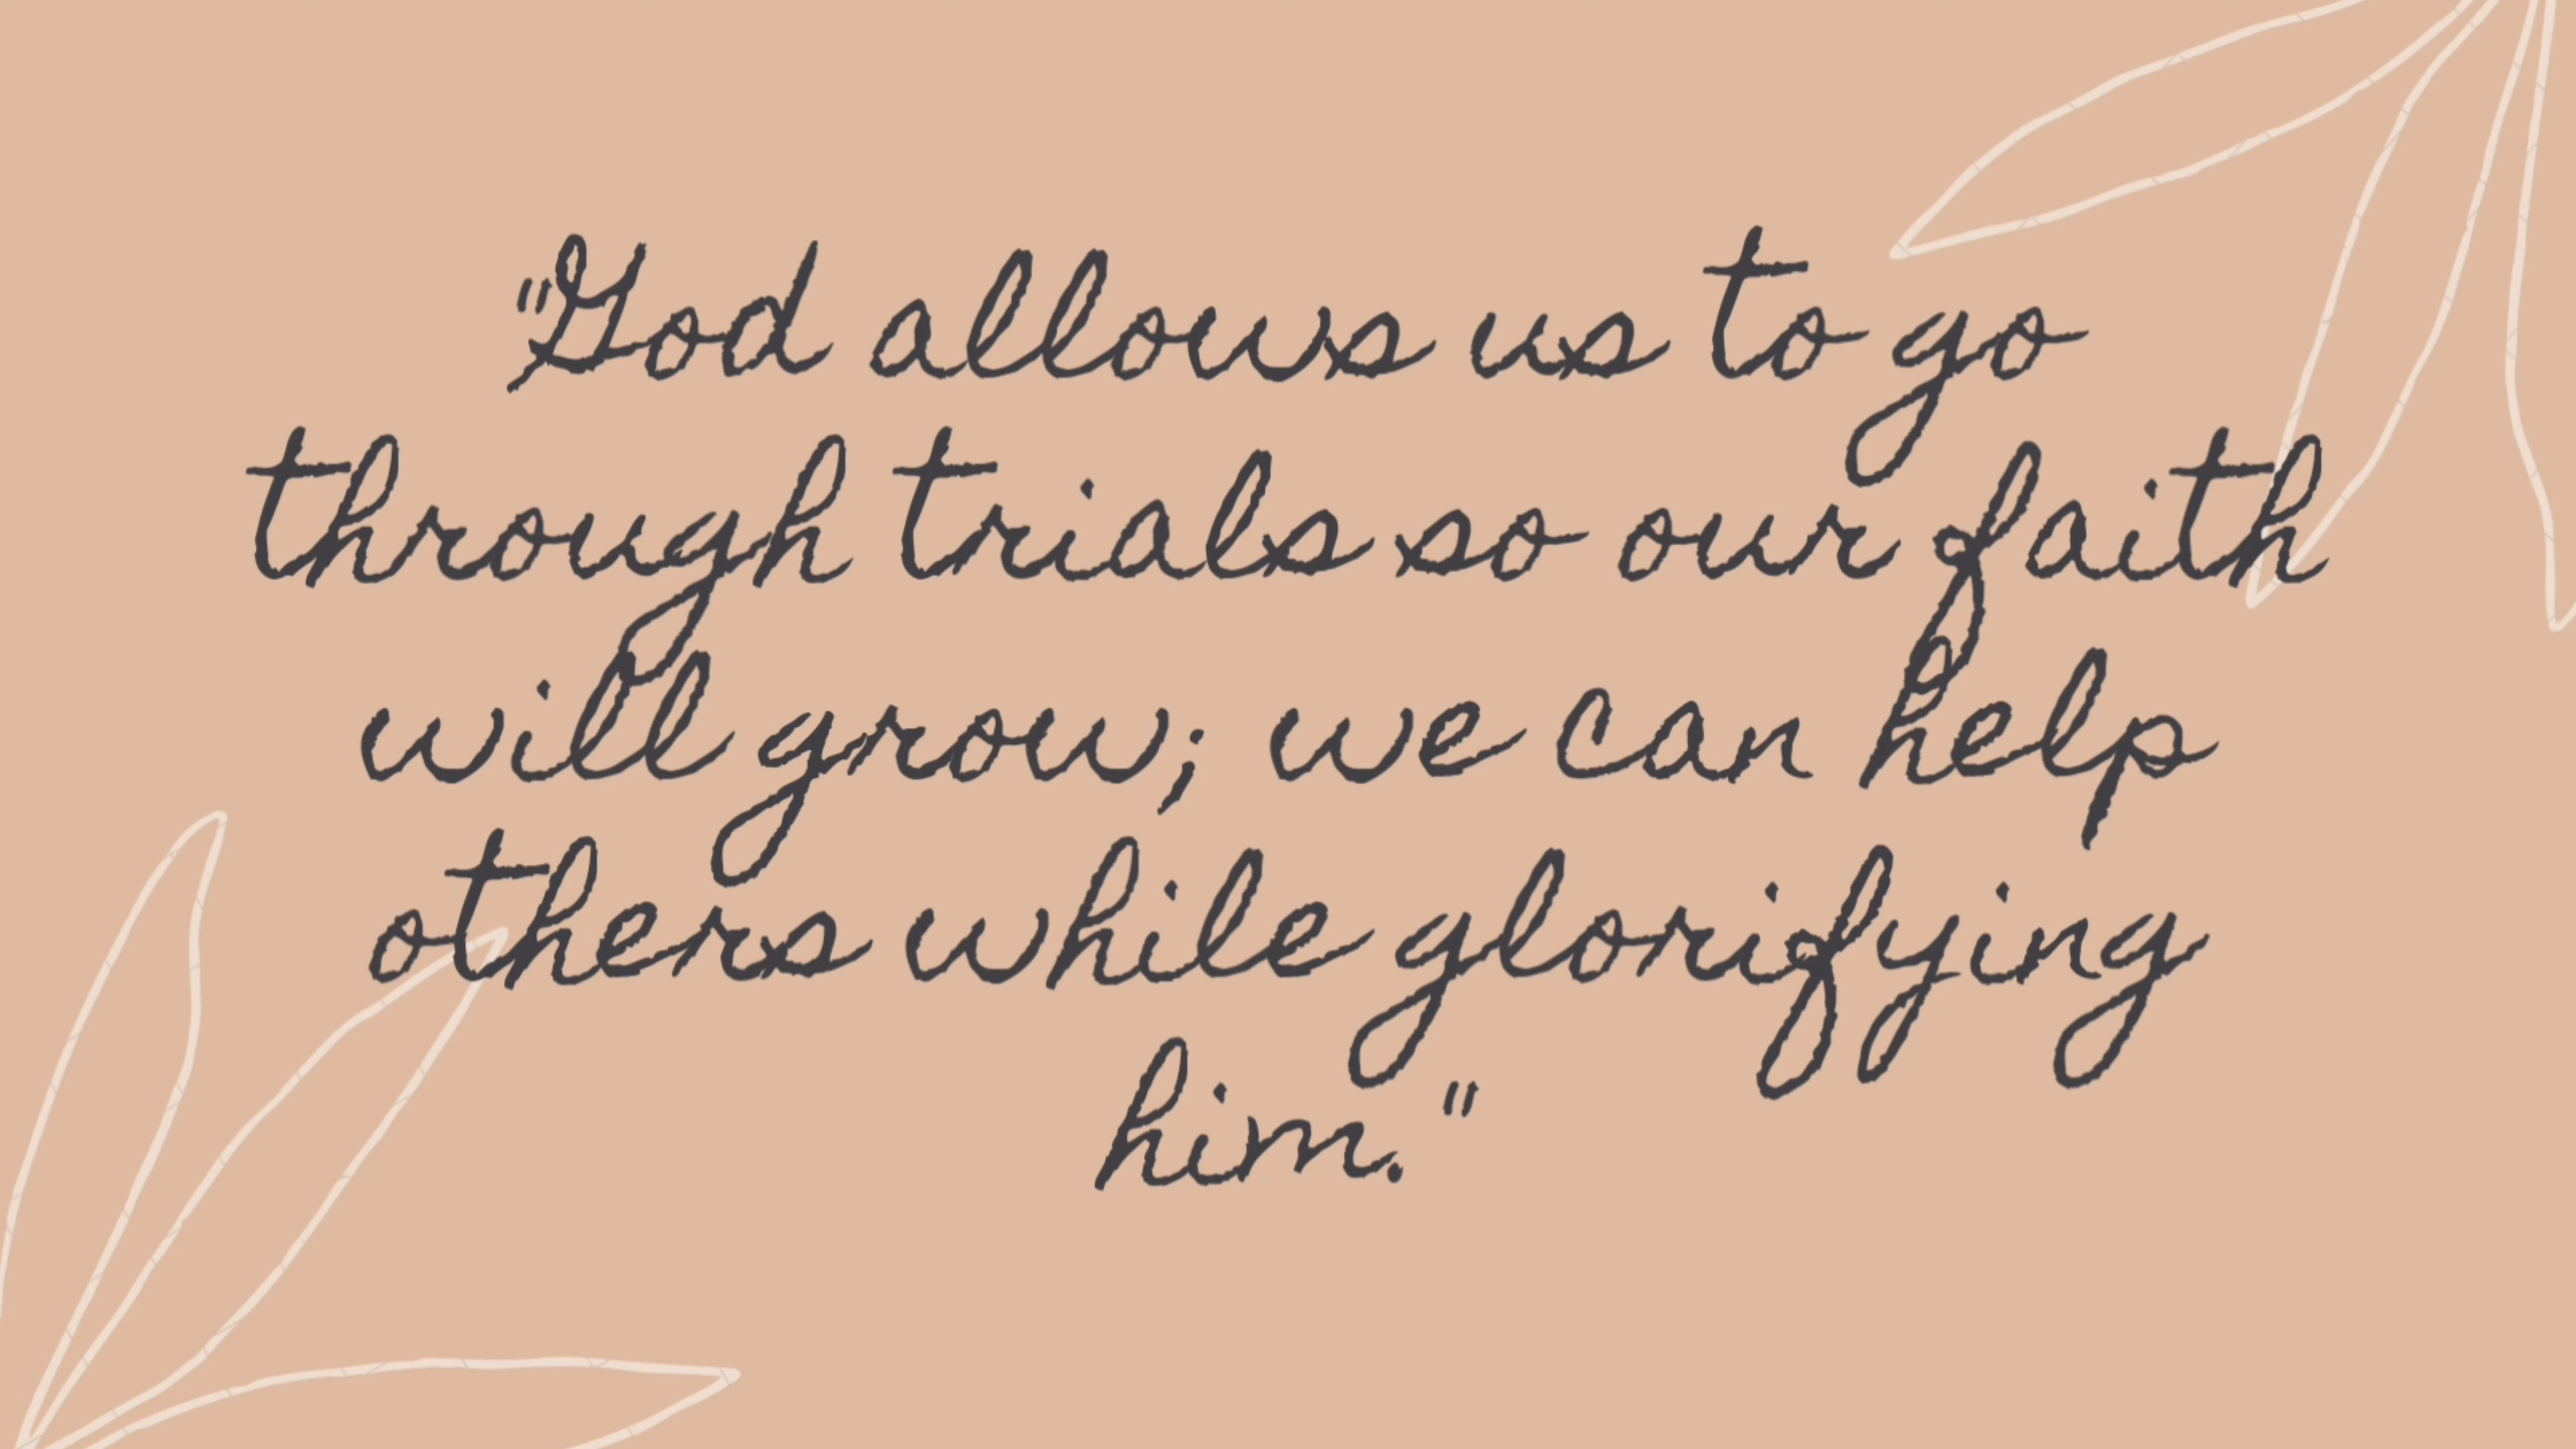 "God allows us to go
through trials so our faith
will grow; we can help
others while glorifying
him."